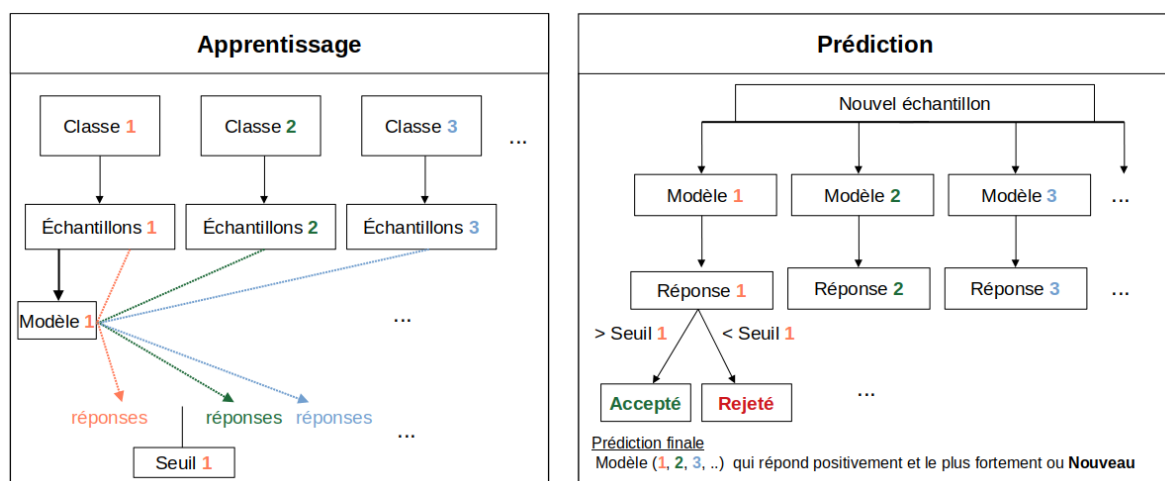 Apprentissage
Classe 1
Classe 2
Classe 3
...
Échantillons 1
Échantillons 2
Échantillons 3
Modèle 1
...
réponses
réponses
réponses
...
Seuil 1
Prédiction
Nouvel échantillon
Modèle 1
Modèle 2
Modèle 3
...
Réponse 1
Réponse 2
Réponse 3
...
> Seuil 1
< Seuil 1
Accepté
Rejeté
...
Prédiction finale
Modèle (1, 2, 3, ..) qui répond positivement et le plus fortement ou Nouveau